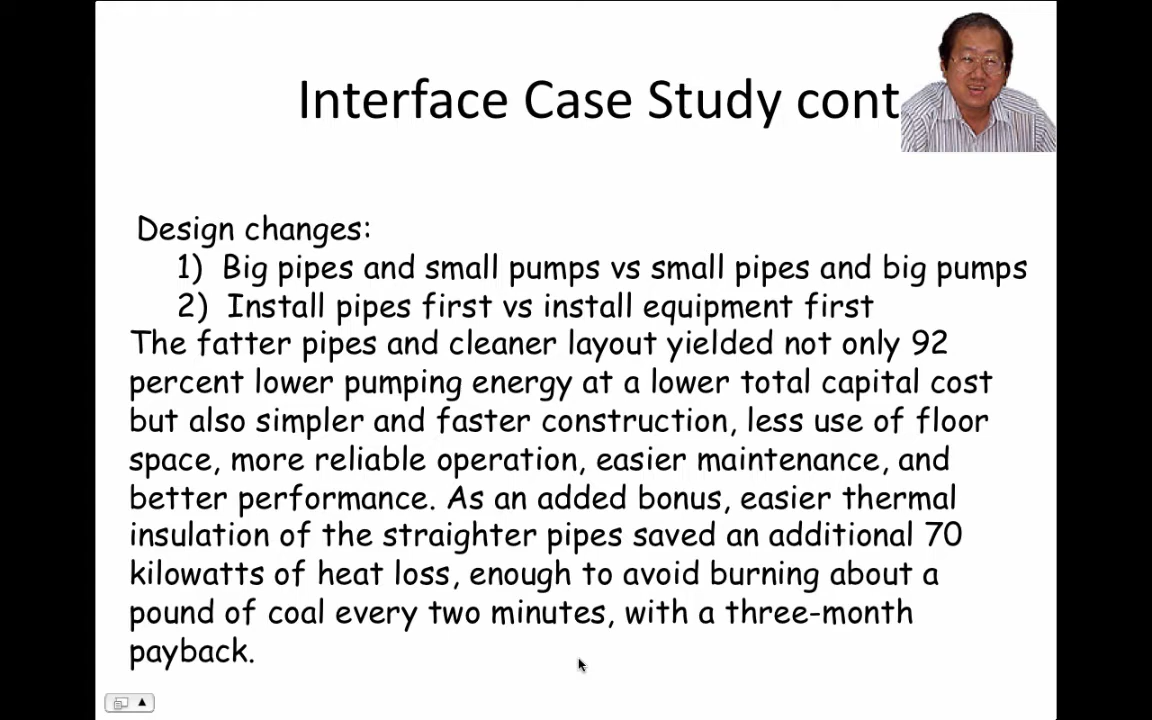 Interface Case Study cont
Design changes:
1) Big pipes and small pumps vs small pipes and big pumps
2) Install pipes first vs install equipment first
The fatter pipes and cleaner layout yielded not only 92
percent lower pumping energy at a lower total capital cost
but also simpler and faster construction, less use of floor
space, more reliable operation, easier maintenance, and
better performance. As an added bonus, easier thermal
insulation of the straighter pipes saved an additional 70
kilowatts of heat loss, enough to avoid burning about a
pound of coal every two minutes, with a three-month
payback.